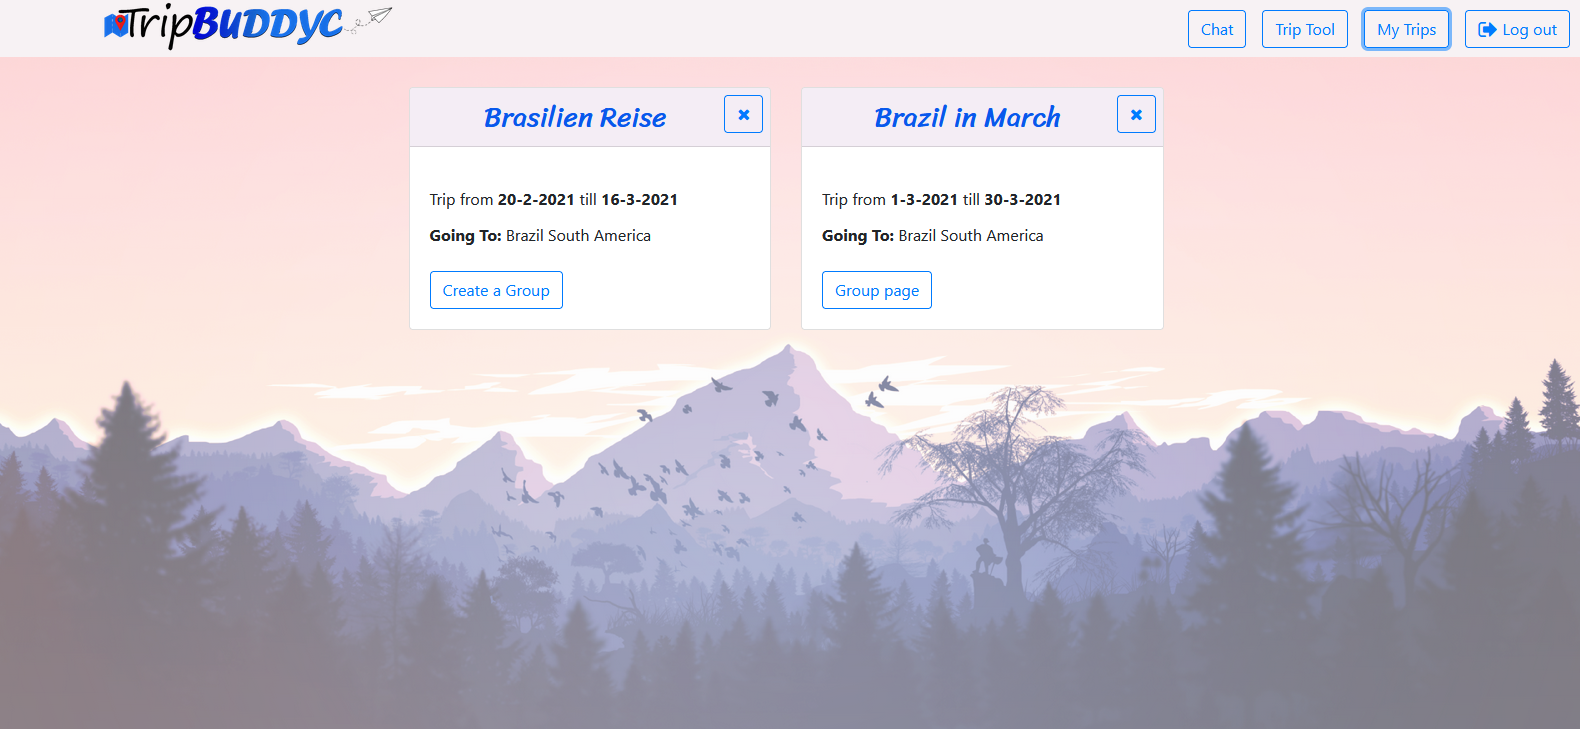 TripBuDDyC
Chat
Trip Tool
My Trips
Log out
Brasilien Reise
Trip from 20-2-2021 till 16-3-2021
Going To: Brazil South America
Create a Group
Brazil in March
Trip from 1-3-2021 till 30-3-2021
Going To: Brazil South America
Group page